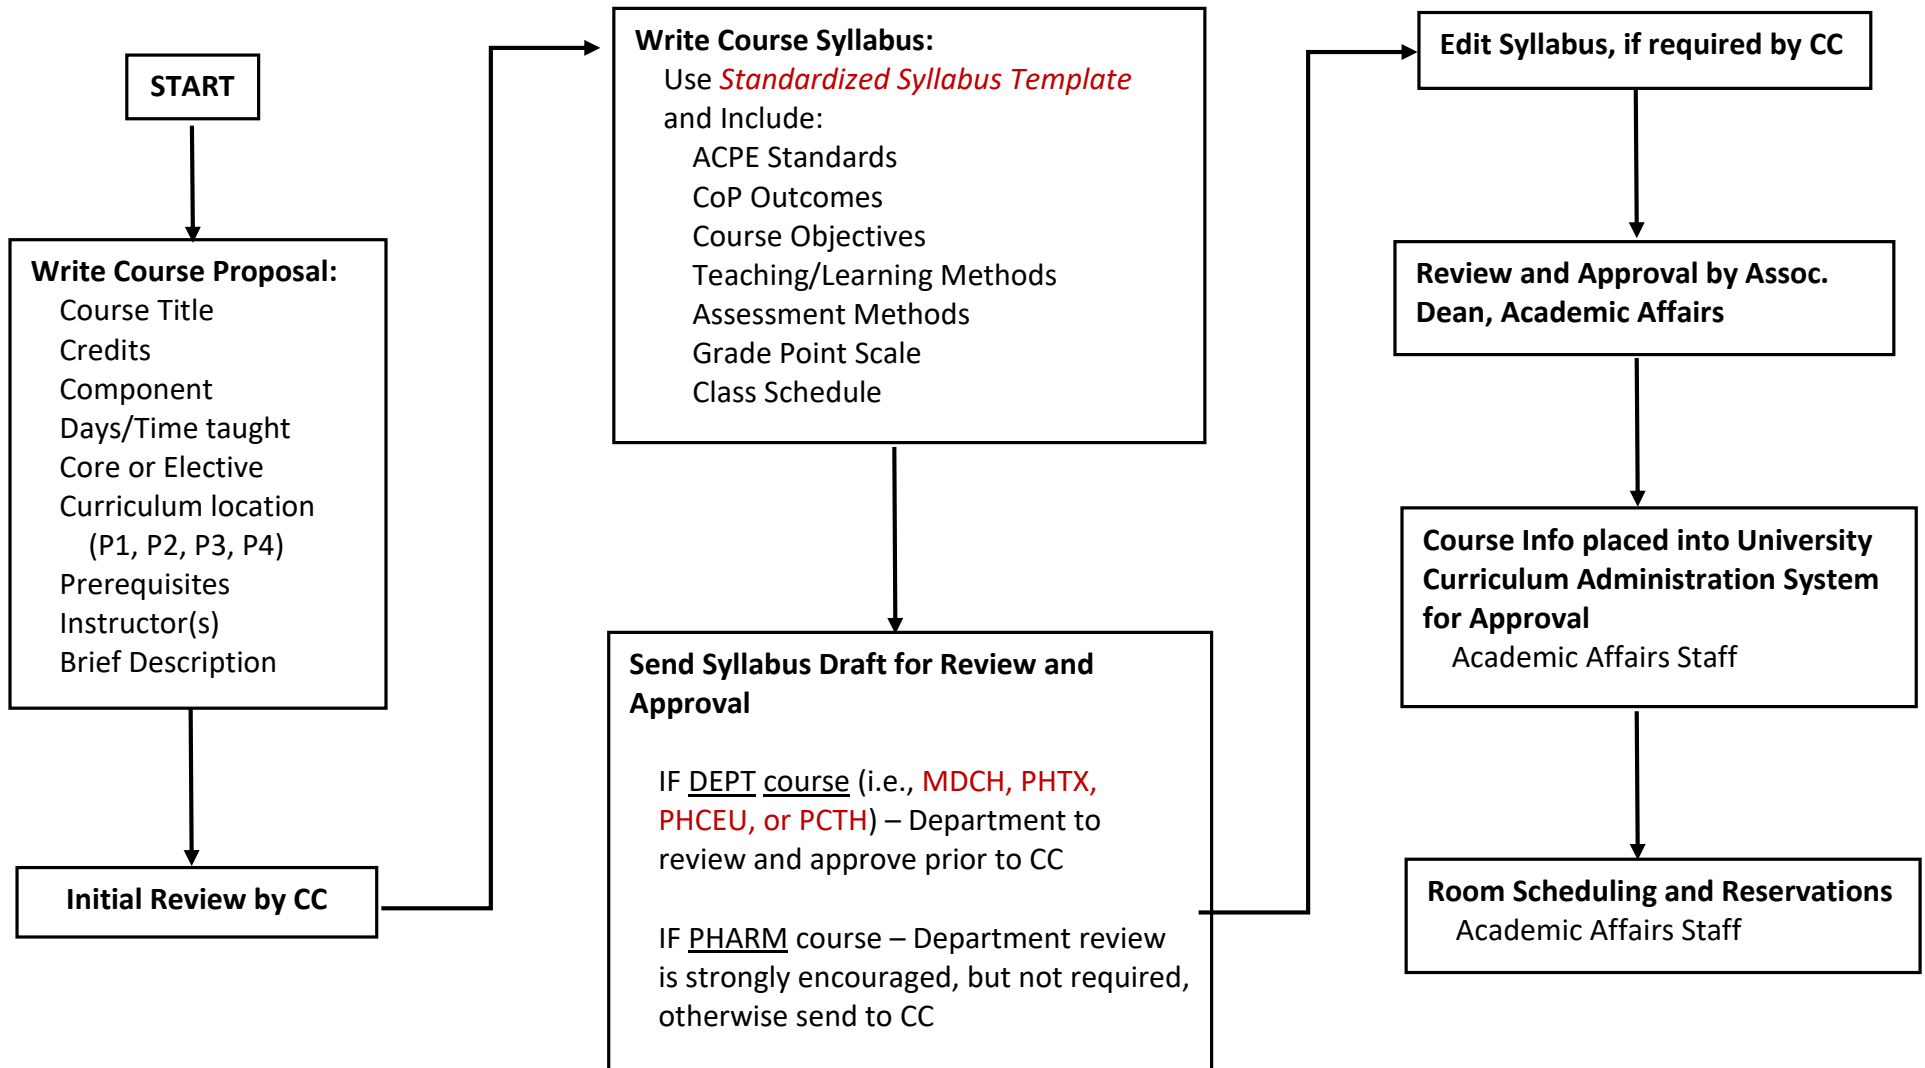 START
Write Course Proposal:
Course Title
Credits
Component
Days/Time taught
Core or Elective
Curriculum location
(P1, P2, P3, P4)
Prerequisites
Instructor(s)
Brief Description
Initial Review by CC
Write Course Syllabus:
Use Standardized Syllabus Template
and Include:
ACPE Standards
CoP Outcomes
Course Objectives
Teaching/Learning Methods
Assessment Methods
Grade Point Scale
Class Schedule
Send Syllabus Draft for Review and
Approval
IF DEPT course (i.e., MDCH, PHTX,
PHCEU, or PCTH) – Department to
review and approve prior to CC
IF PHARM course – Department review
is strongly encouraged, but not required,
otherwise send to CC
Edit Syllabus, if required by CC
Review and Approval by Assoc.
Dean, Academic Affairs
Course Info placed into University
Curriculum Administration System
for Approval
Academic Affairs Staff
Room Scheduling and Reservations
Academic Affairs Staff